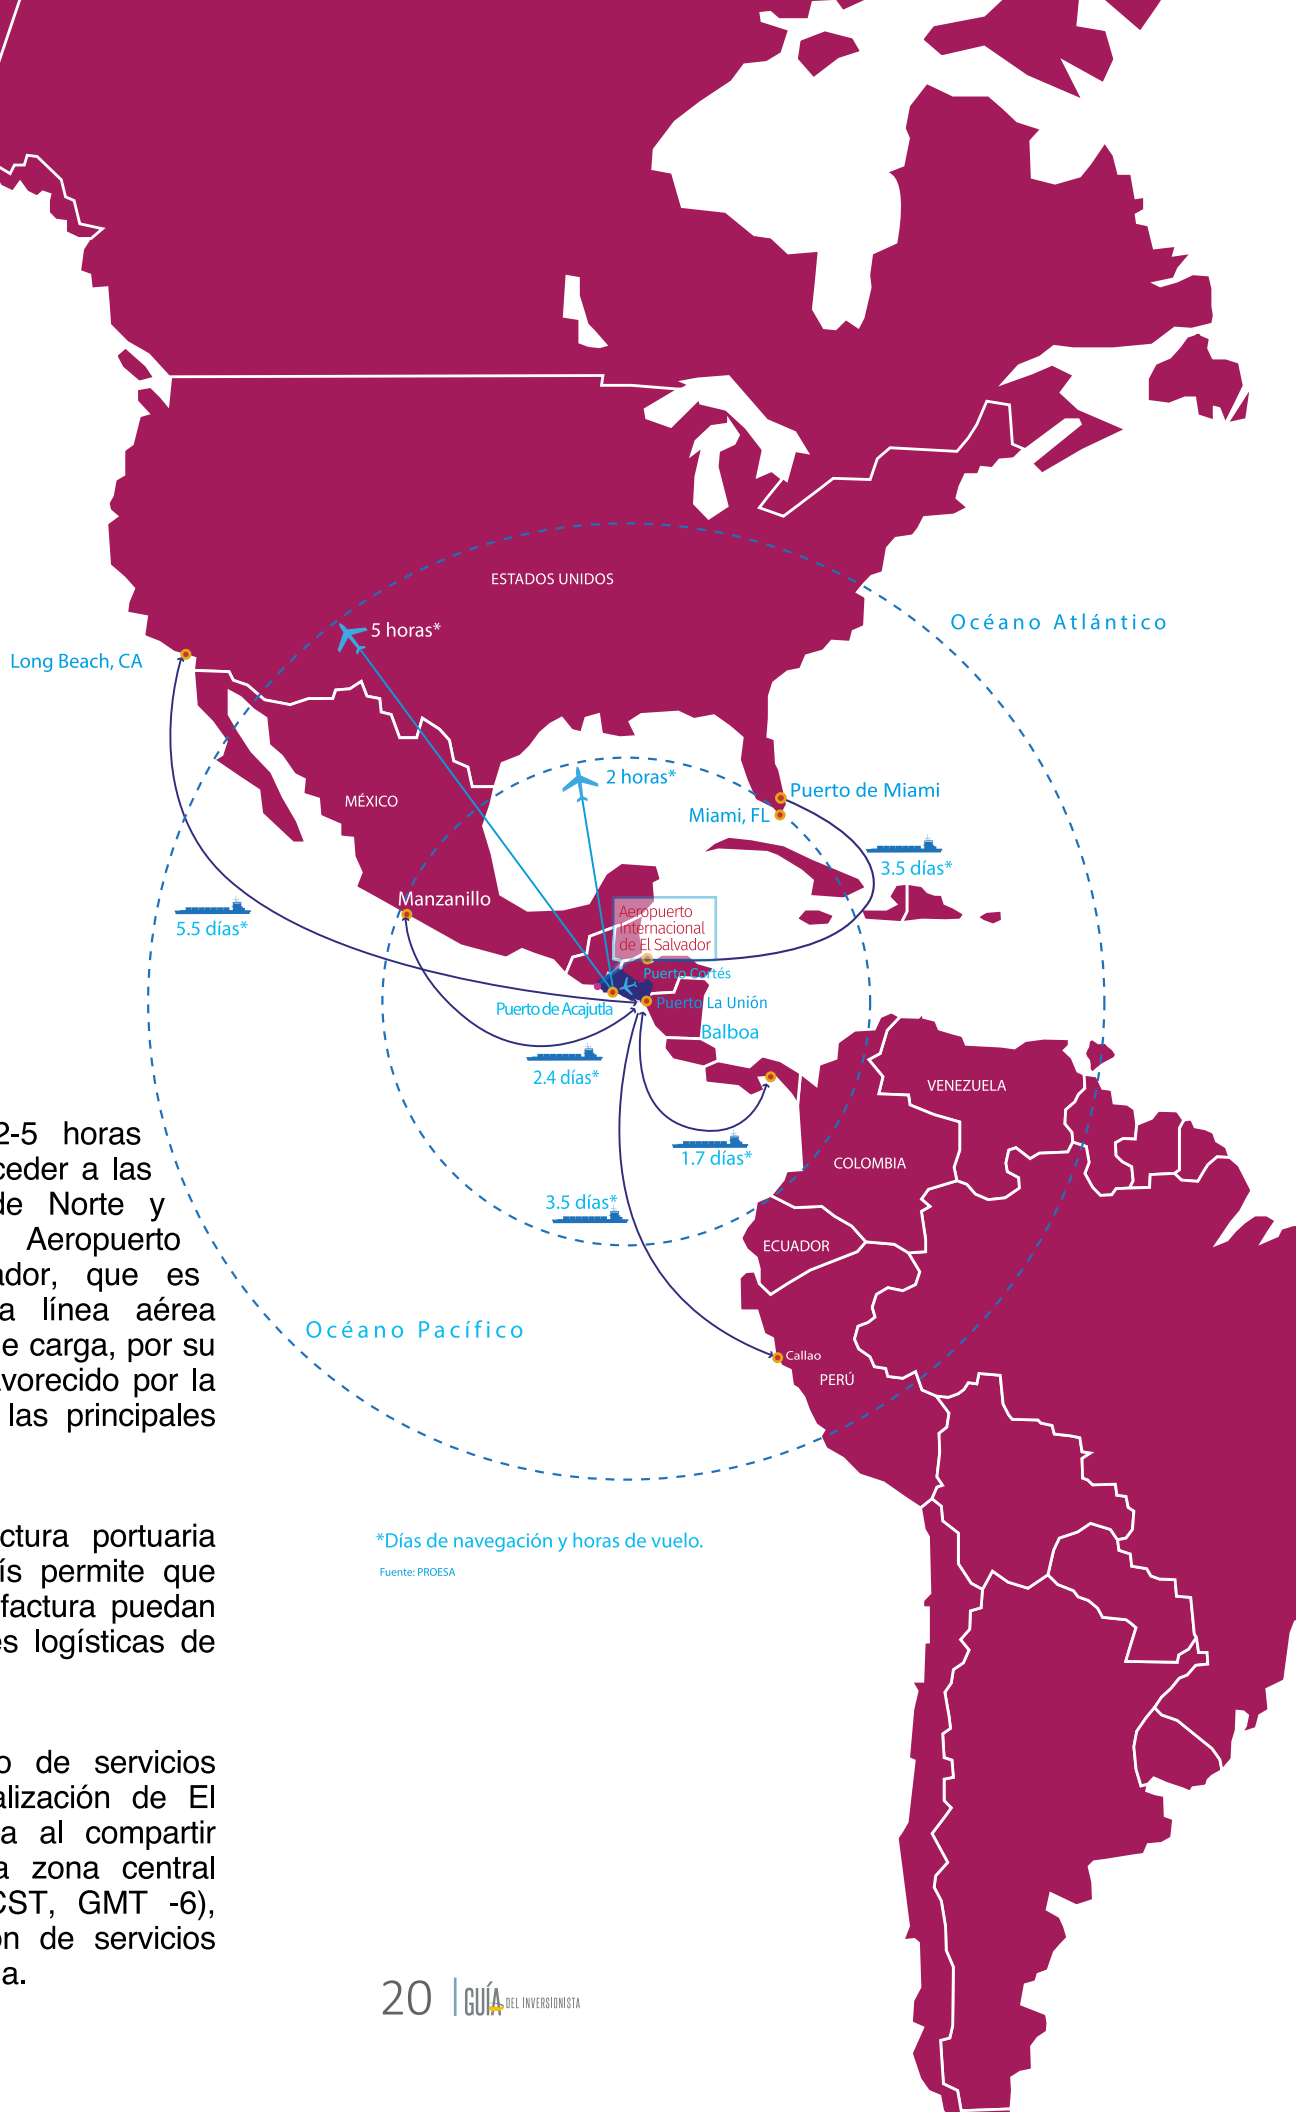 ESTADOS UNIDOS
Océano Atlántico
5 horas*
Long Beach, CA
2 horas*
Puerto de Miami
MÉXICO
Miami, FL
3.5 días*
Manzanillo
5.5 días*
Aeropuerto
Internacional
de El Salvador
Puerto Cortés
Puerto de Acajutla
Puerto La Unión
Balboa
2.4 días*
VENEZUELA
1.7 días*
COLOMBIA
3.5 días*
ECUADOR
Océano Pacífico
Callao
PERÚ
2-5 horas
ceder a las
de Norte y
Aeropuerto
ador, que es
a línea aérea
e carga, por su
avorecido por la
las principales
ctura portuaria
ís permite que
factura puedan
es logísticas de
o de servicios
alización de El
a al compartir
a zona central
CST, GMT -6),
ón de servicios
a.
*Días de navegación y horas de vuelo.
Fuente: PROESA
20 | GUÍA DEL INVERSIONISTA